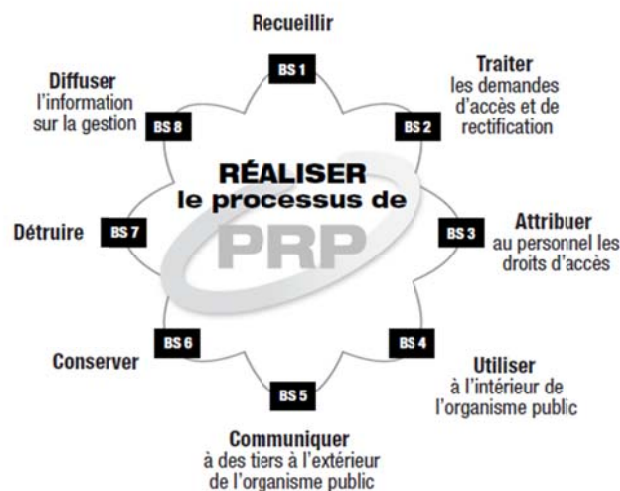 Recueillir
BS 1
Traiter
les demandes
d'accès et de
rectification
BS 2
Attribuer
au personnel les
droits d'accès
BS 3
Utiliser
à l'intérieur de
l'organisme public
BS 4
BS 5
Communiquer
à des tiers à l'extérieur
de l'organisme public
Conserver
BS 6
Détruire
BS 7
Diffuser
l'information
sur la gestion
BS 8
RÉALISER
le processus de
PRP